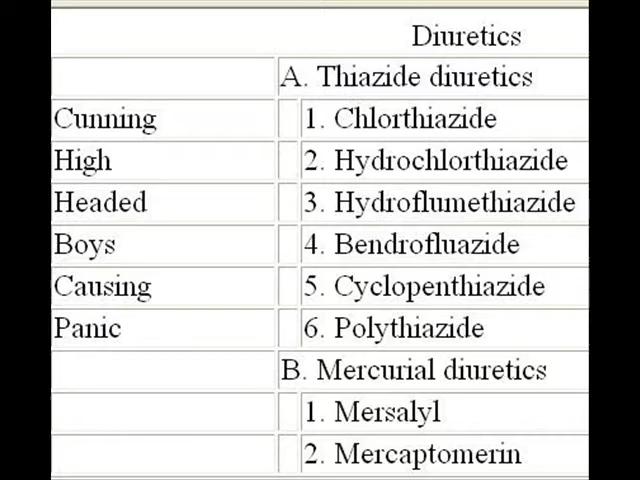 Diuretics
A. Thiazide diuretics
Cunning 1. Chlorthiazide
High 2. Hydrochlorthiazide
Headed 3. Hydroflumethiazide
Boys 4. Bendrofluazide
Causing 5. Cyclopenthiazide
Panic 6. Polythiazide
B. Mercurial diuretics
1. Mersalyl
2. Mercaptomerin